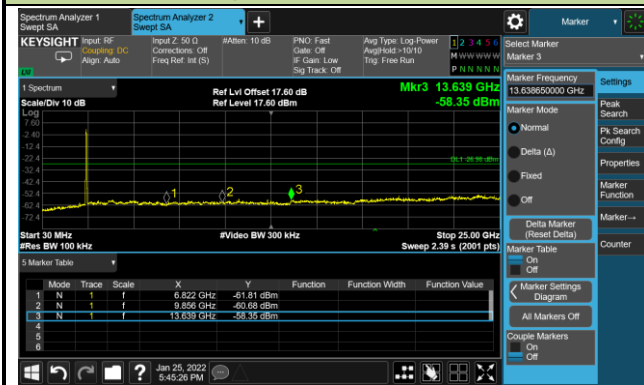 Spectrum Analyzer 1
Swept SA
Spectrum Analyzer 2
Swept SA
+
Marker
KEYSIGHT
Input: RF
Coupling: DC
Align: Auto
Input Z: 50 Ω
Corrections: Off
Freq Ref: Int (S)
#Atten: 10 dB
PNO: Fast
Gate: Off
IF Gain: Low
Sig Track: Off
Avg Type: Log-Power
Avg|Hold:>10/10
Trig: Free Run
1 2 3 4 5 6
M W W W W W
P N N N N N
LU
Select Marker
Marker 3
1 Spectrum
Scale/Div 10 dB
Log
Ref Lvl Offset 17.60 dB
Ref Level 17.60 dBm
Mkr3 13.639 GHz
-58.35 dBm
7.60
-2.40
-12.4
-22.4
-32.4
-42.4
-52.4
-62.4
-72.4
DL1 -26.95 dBm
1
2
3
Start 30 MHz
#Res BW 100 kHz
#Video BW 300 kHz
Stop 25.00 GHz
Sweep 2.39 s (2001 pts)
5 Marker Table
Mode Trace Scale X Y Function Function Width Function Value
1 N 1 f 6.822 GHz -61.81 dBm
2 N 1 f 9.856 GHz -60.68 dBm
3 N 1 f 13.639 GHz -58.35 dBm
4
5
6
Marker Frequency
13.638650000 GHz
Marker Mode
Normal
Delta (Δ)
Fixed
Off
Delta Marker
(Reset Delta)
Marker Table
On
Off
Marker Settings
Diagram
All Markers Off
Couple Markers
On
Off
Settings
Peak
Search
Pk Search
Config
Properties
Marker
Function
Marker→
Counter
?
Jan 25, 2022
5:45:26 PM